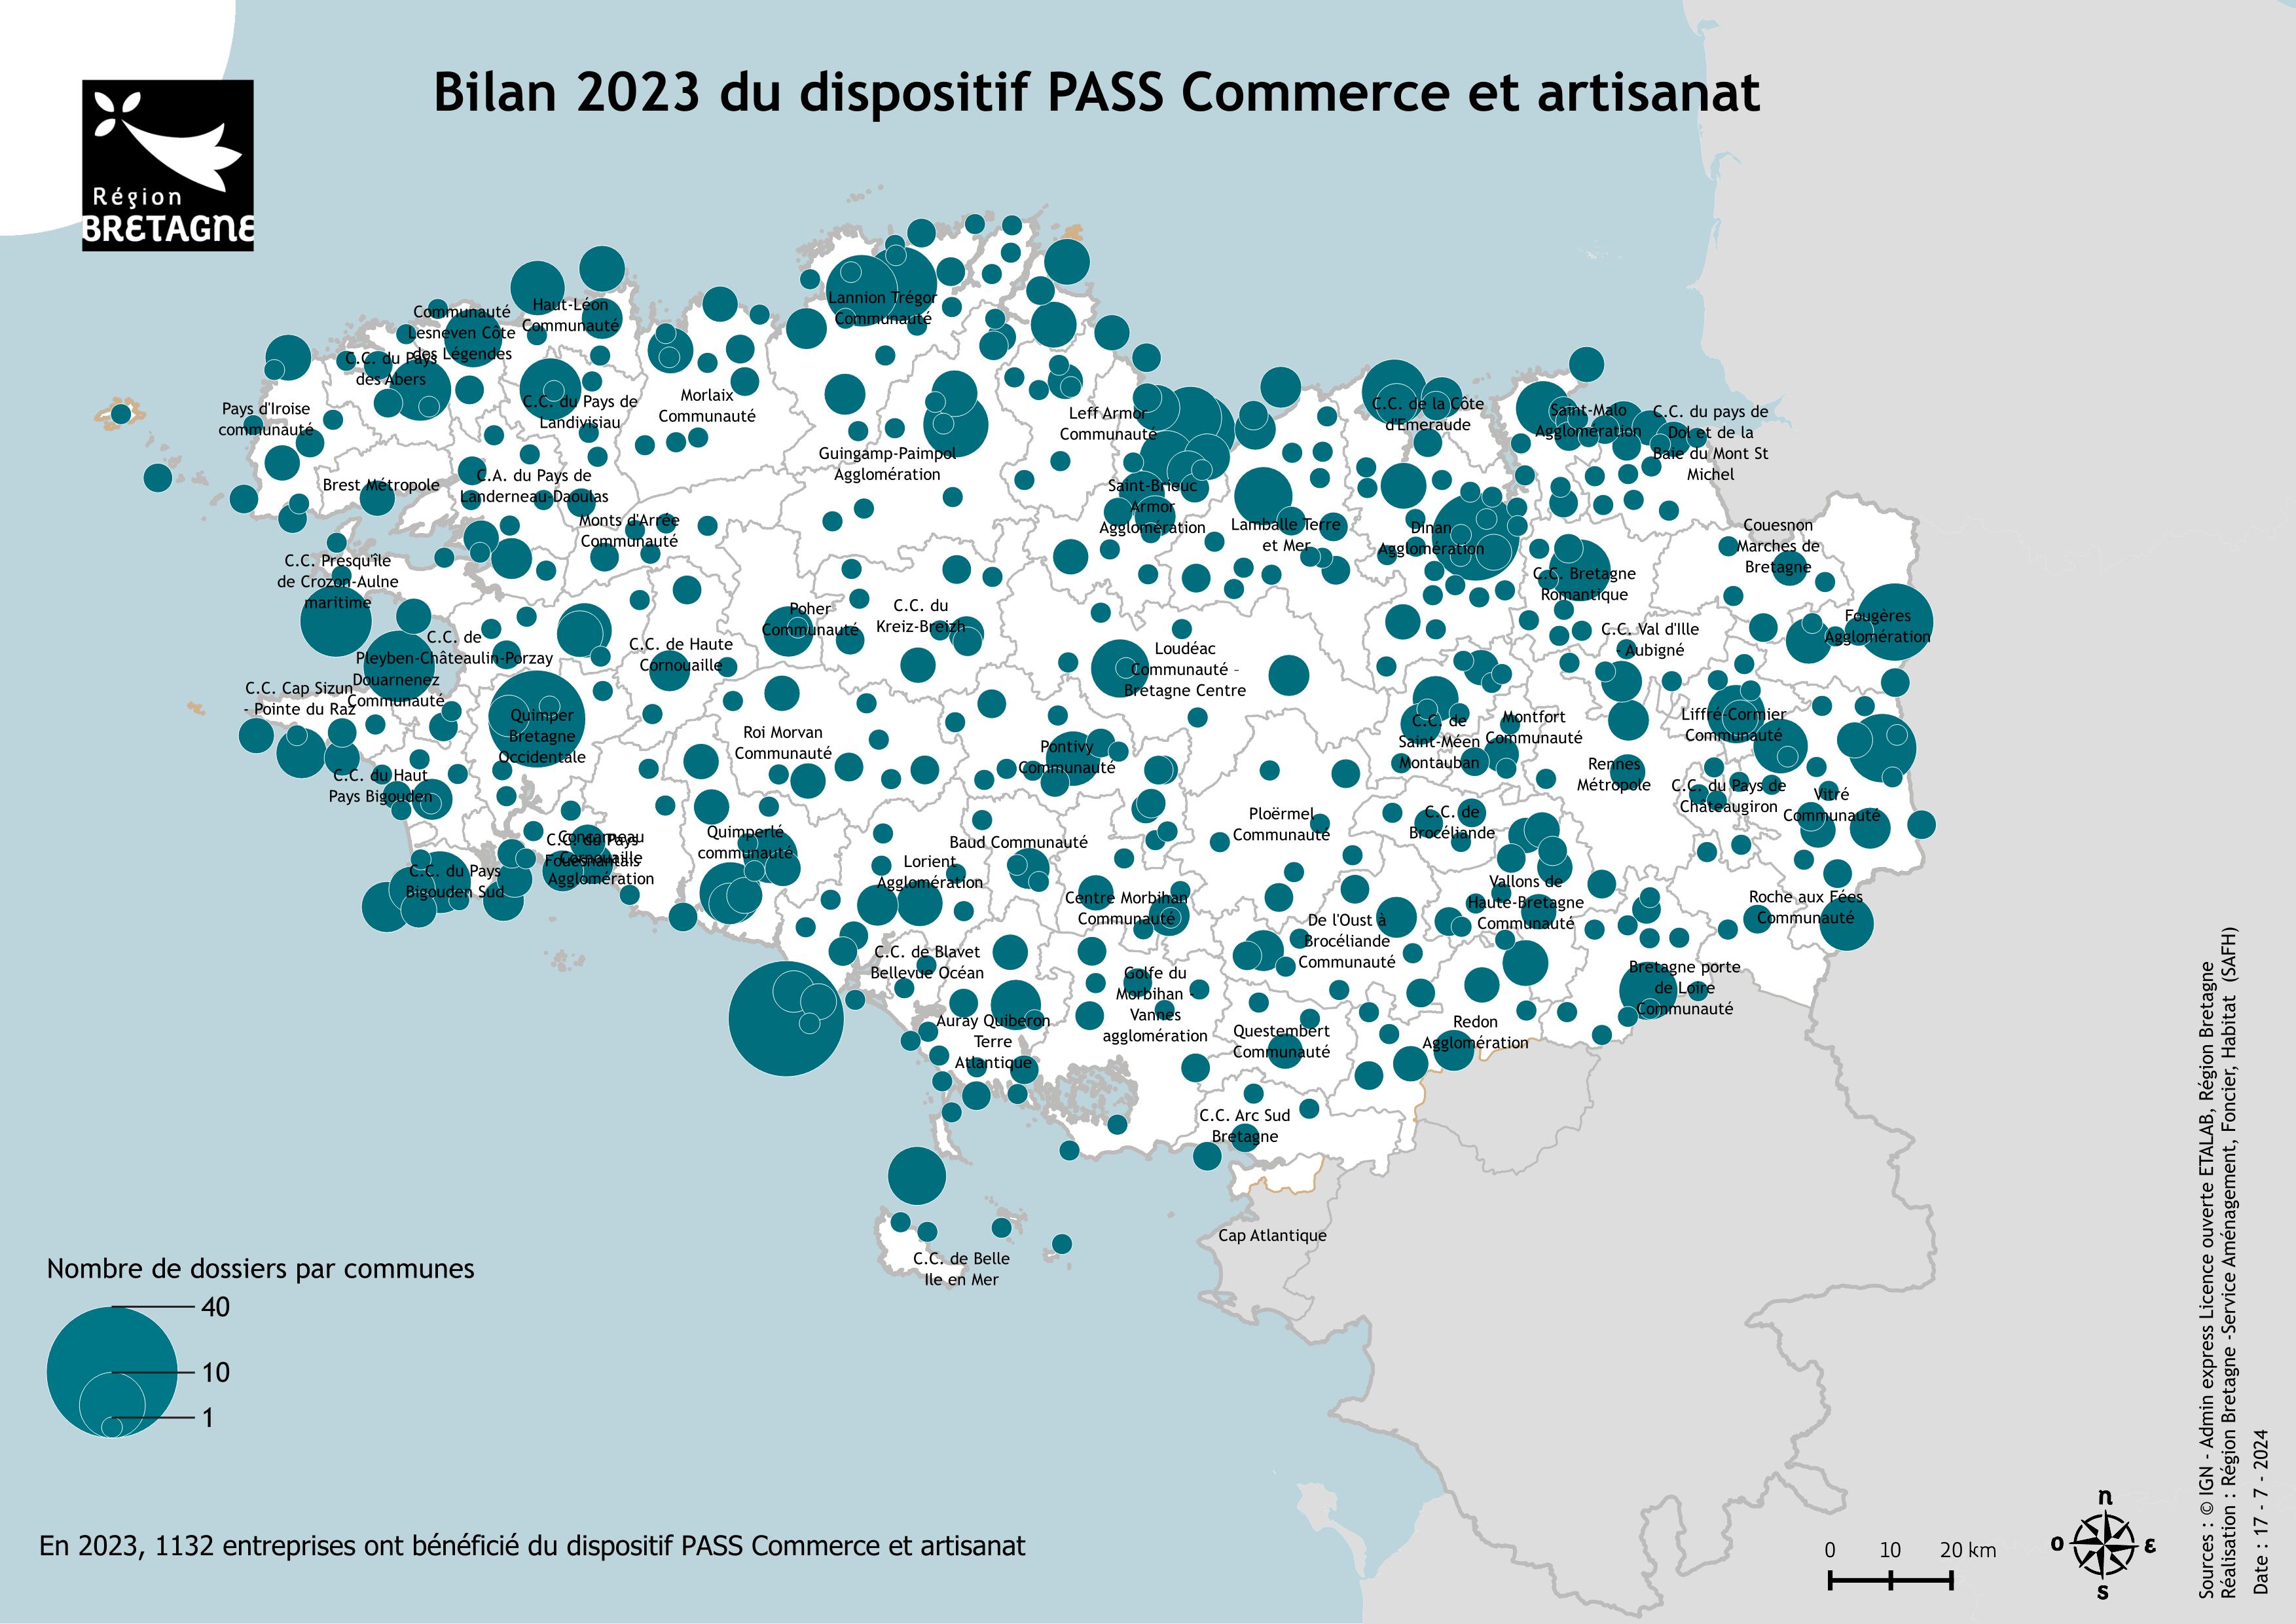 Bilan 2023 du dispositif PASS Commerce et artisanat
Région
BRETAGNE
Lannion Trégor
Communauté
Haut-Léon
Communauté
Communauté
Lesneven Côte
des Légendes
C.C. du Pays
des Abers
Pays d'Iroise
communauté
C.C. du Pays de
Landivisiau
Morlaix
Communauté
Leff Armor
Communauté
C.C. de la Côte
d'Emeraude
Saint-Malo
Agglomération
C.C. du pays de
Dol et de la
Baie du Mont St
Michel
Guingamp-Paimpol
Agglomération
Brest Métropole
C.A. du Pays de
Landerneau-Daoulas
Saint-Brieuc
Armor
Agglomération
Monts d'Arrée
Communauté
Lamballe Terre
et Mer
Dinan
Agglomération
Couesnon
Marches de
Bretagne
C.C. Presqu'île
de Crozon-Aulne
maritime
C.C. Bretagne
Romantique
Poher
Communauté
C.C. du
Kreiz-Breizh
Fougères
Agglomération
C.C. de
Pleyben-Châteaulin-Porzay
C.C. de Haute
Cornouaille
Loudéac
Communauté -
Bretagne Centre
C.C. Val d'Ille
- Aubigné
Douarnenez
Communauté
C.C. Cap Sizun
- Pointe du Raz
Quimper
Bretagne
Occidentale
Roi Morvan
Communauté
Pontivy
Communauté
C.C. de
Saint-Méen
Montauban
Montfort
Communauté
Liffré-Cormier
Communauté
Rennes
Métropole
C.C. du Haut
Pays Bigouden
C.C. du Pays de
Châteaugiron
Vitré
Communauté
Ploërmel
Communauté
C.C. de
Brocéliande
Concarneau
Cornouaille
Agglomération
C.C. du Pays
Fouesnantais
Quimperlé
communauté
Baud Communauté
Lorient
Agglomération
C.C. du Pays
Bigouden Sud
Centre Morbihan
Communauté
Vallons de
Haute-Bretagne
Communauté
Roche aux Fées
Communauté
De l'Oust à
Brocéliande
Communauté
C.C. de Blavet
Bellevue Océan
Golfe du
Morbihan -
Vannes
agglomération
Bretagne porte
de Loire
Communauté
Auray Quiberon
Terre
Atlantique
Questembert
Communauté
Redon
Agglomération
C.C. Arc Sud
Bretagne
Cap Atlantique
C.C. de Belle
Ile en Mer
Nombre de dossiers par communes
40
10
1
En 2023, 1132 entreprises ont bénéficié du dispositif PASS Commerce et artisanat
0 10 20 km
n
o
ε
s
Sources : © IGN - Admin express Licence ouverte ETALAB, Région Bretagne
Réalisation : Région Bretagne -Service Aménagement, Foncier, Habitat (SAFH)
Date : 17 - 7 - 2024